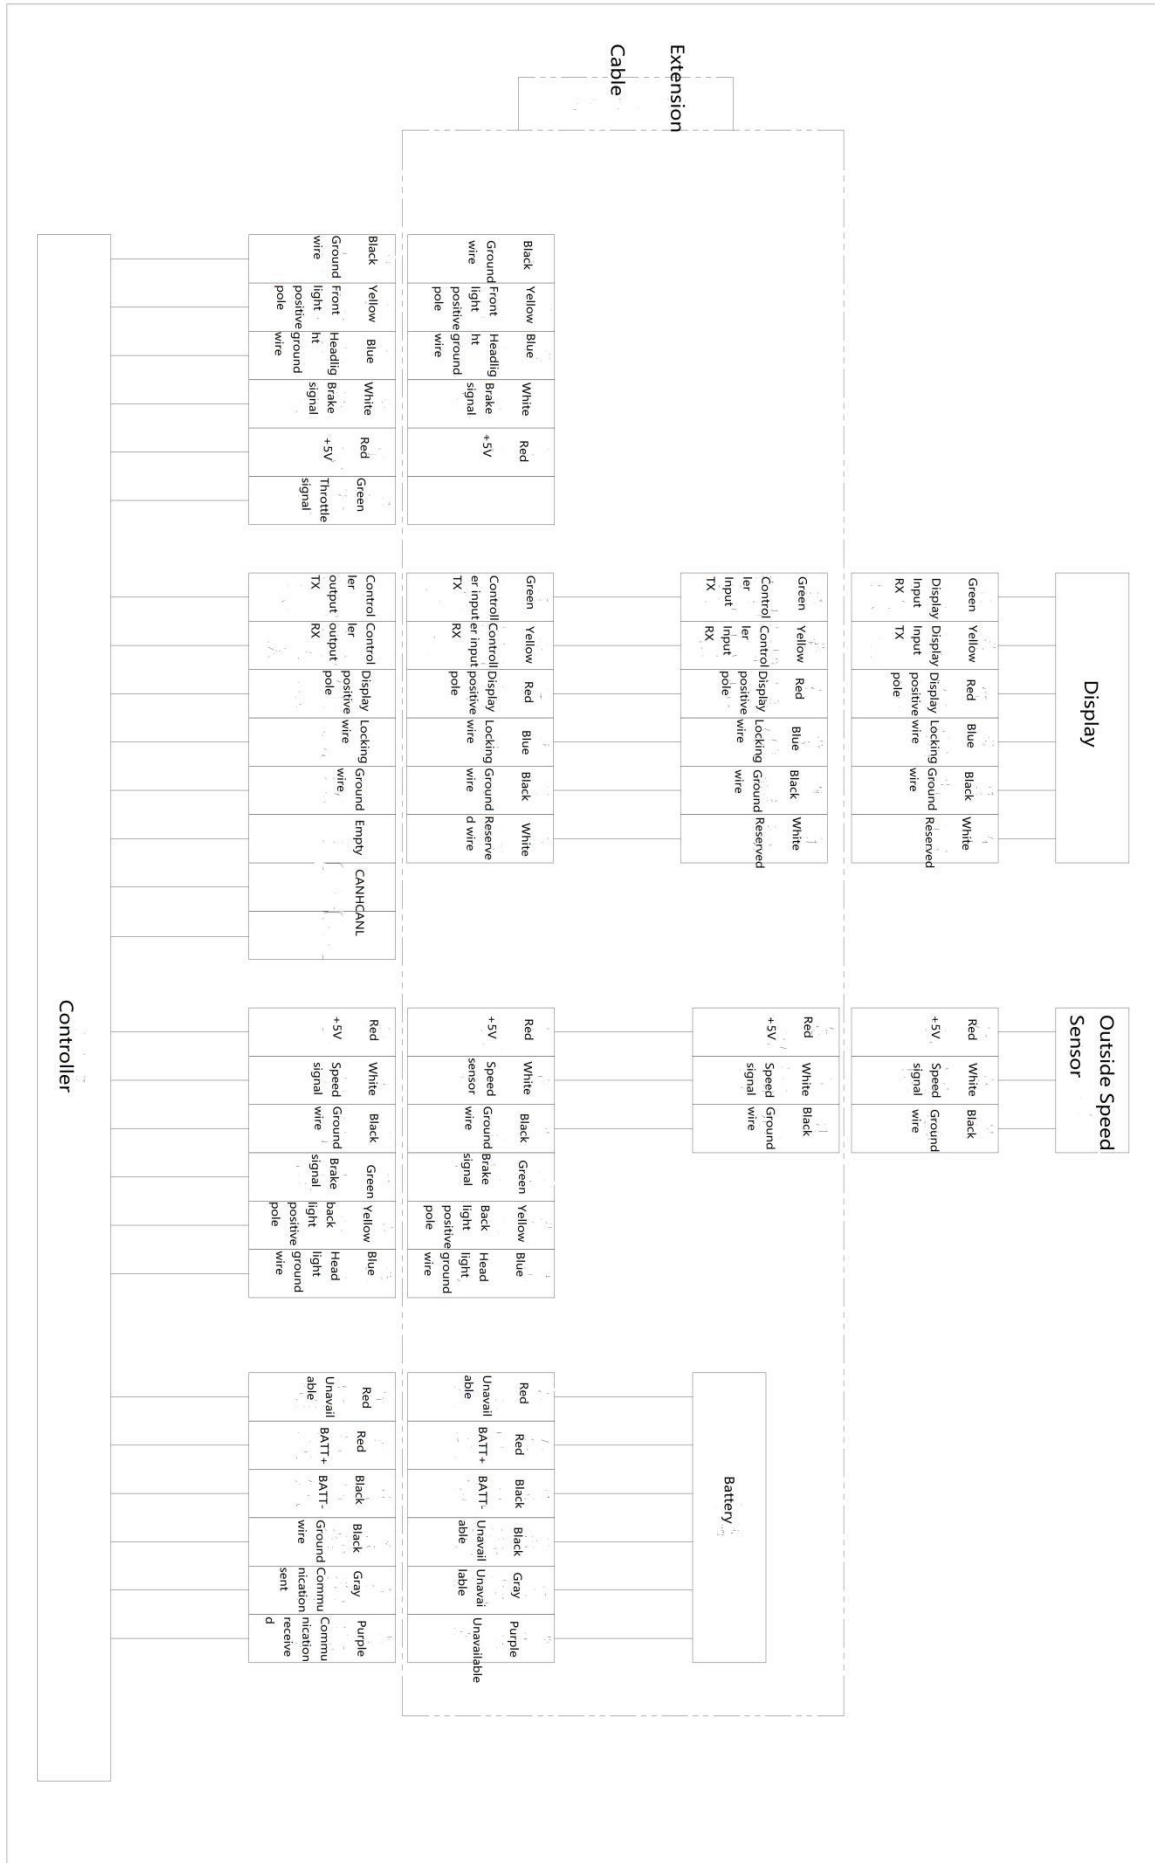 Extension
Cable
Display
Outside Speed
Sensor
Green
Display
Input
RX
Yellow
Display
Input
TX
Red
Display
positive
pole
Blue
Locking
wire
Black
Ground
wire
White
Reserved
Red
+5V
White
Speed
signal
Black
Ground
wire
Green
Control
ler
Input
TX
Yellow
Control
ler
Input
RX
Red
Display
positive
pole
Blue
Locking
wire
Black
Ground
wire
White
Reserved
Red
+5V
White
Speed
signal
Black
Ground
wire
Battery
Black
Ground
wire
Yellow
Front
light
positive
pole
Blue
Headlig
ht
ground
wire
White
Brake
signal
Red
+5V
Green
Controll
er input
TX
Yellow
Controll
er input
RX
Red
Display
positive
pole
Blue
Locking
wire
Black
Ground
wire
White
Reserve
d wire
Red
+5V
White
Speed
sensor
Black
Ground
wire
Green
Brake
signal
Yellow
Back
light
positive
pole
Blue
Head
light
ground
wire
Red
Unavail
able
Red
BATT+
Black
BATT-
Black
Unavail
able
Gray
Unavai
lable
Purple
Unavailable
Black
Ground
wire
Yellow
Front
light
positive
pole
Blue
Headlig
ht
ground
wire
White
Brake
signal
Red
+5V
Green
Throttle
signal
Control
ler
output
TX
Control
ler
output
RX
Display
positive
pole
Locking
wire
Ground
wire
Empty
CANH
CANL
Red
+5V
White
Speed
signal
Black
Ground
wire
Green
Brake
signal
Yellow
back
light
positive
pole
Blue
Head
light
ground
wire
Red
Unavail
able
Red
BATT+
Black
BATT-
Black
Ground
wire
Gray
Commu
nication
sent
Purple
Commu
nication
receive
d
Controller